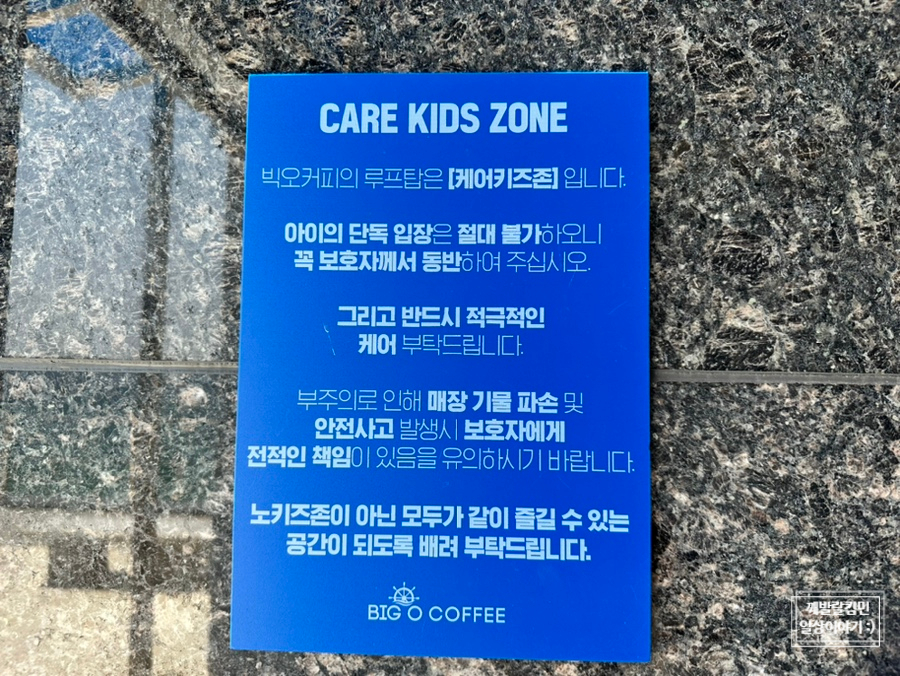 CARE KIDS ZONE
빅오커피의 루프탑은 [케어키즈존] 입니다.
아이의 단독 입장은 절대 불가하오니
꼭 보호자께서 동반하여 주십시오.
그리고 반드시 적극적인
케어 부탁드립니다.
부주의로 인해 매장 기물 파손 및
안전사고 발생시 보호자에게
전적인 책임이 있음을 유의하시기 바랍니다.
노키즈존이 아닌 모두가 같이 즐길 수 있는
공간이 되도록 배려 부탁드립니다.
BIG O COFFEE
깨발랄킴민
일상이야기 :)